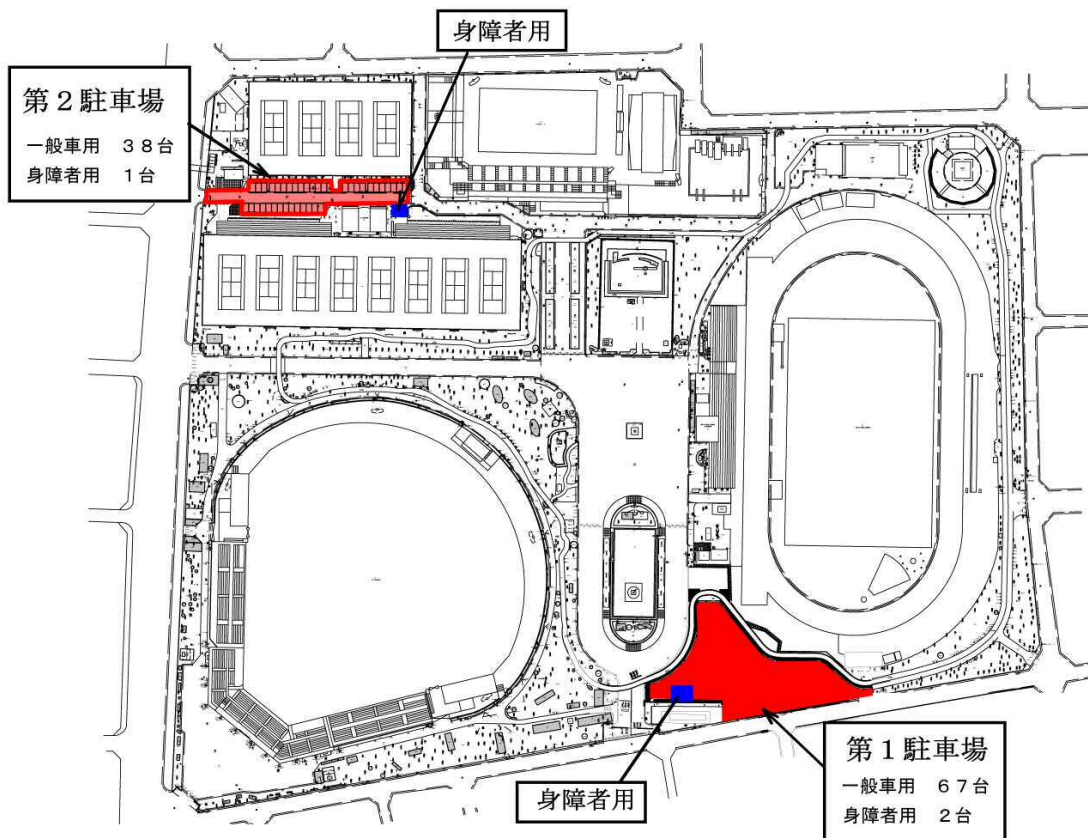 身障者用
第２駐車場
一般車用　３８台
身障者用　１台
身障者用
第１駐車場
一般車用　６７台
身障者用　２台